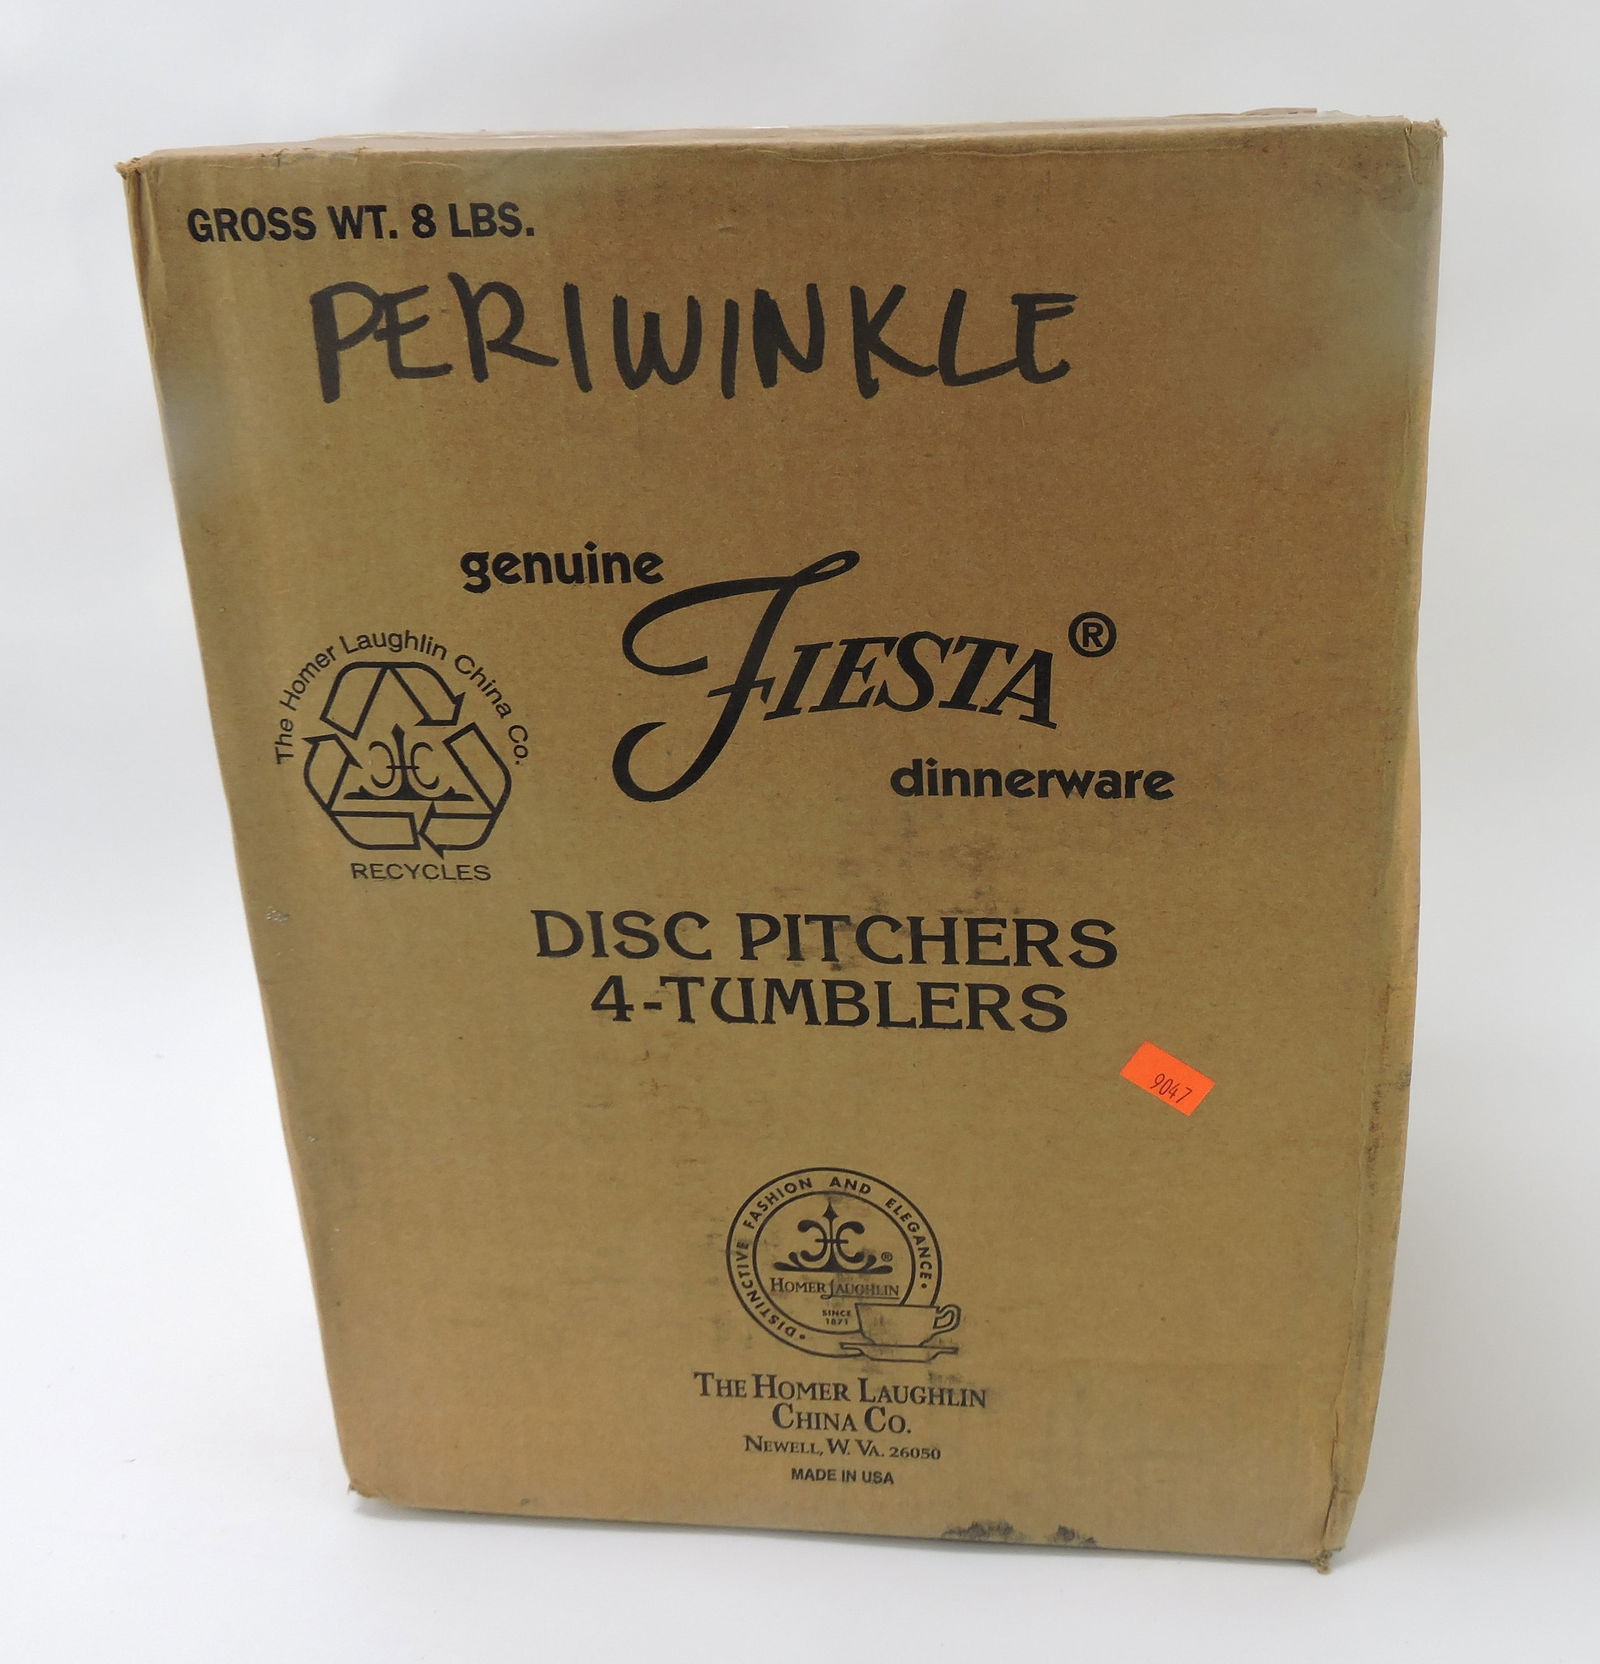 GROSS WT. 8 LBS.
PERIWINKLE
genuine
FIESTA®
dinnerware
The Homer Laughlin China Co.
RECYCLES
DISC PITCHERS
4-TUMBLERS
9047
•DISTINCTIVE FASHION AND ELEGANCE•
®
HOMER LAUGHLIN
SINCE
1871
THE HOMER LAUGHLIN
CHINA CO.
NEWELL, W. VA. 26050
MADE IN USA